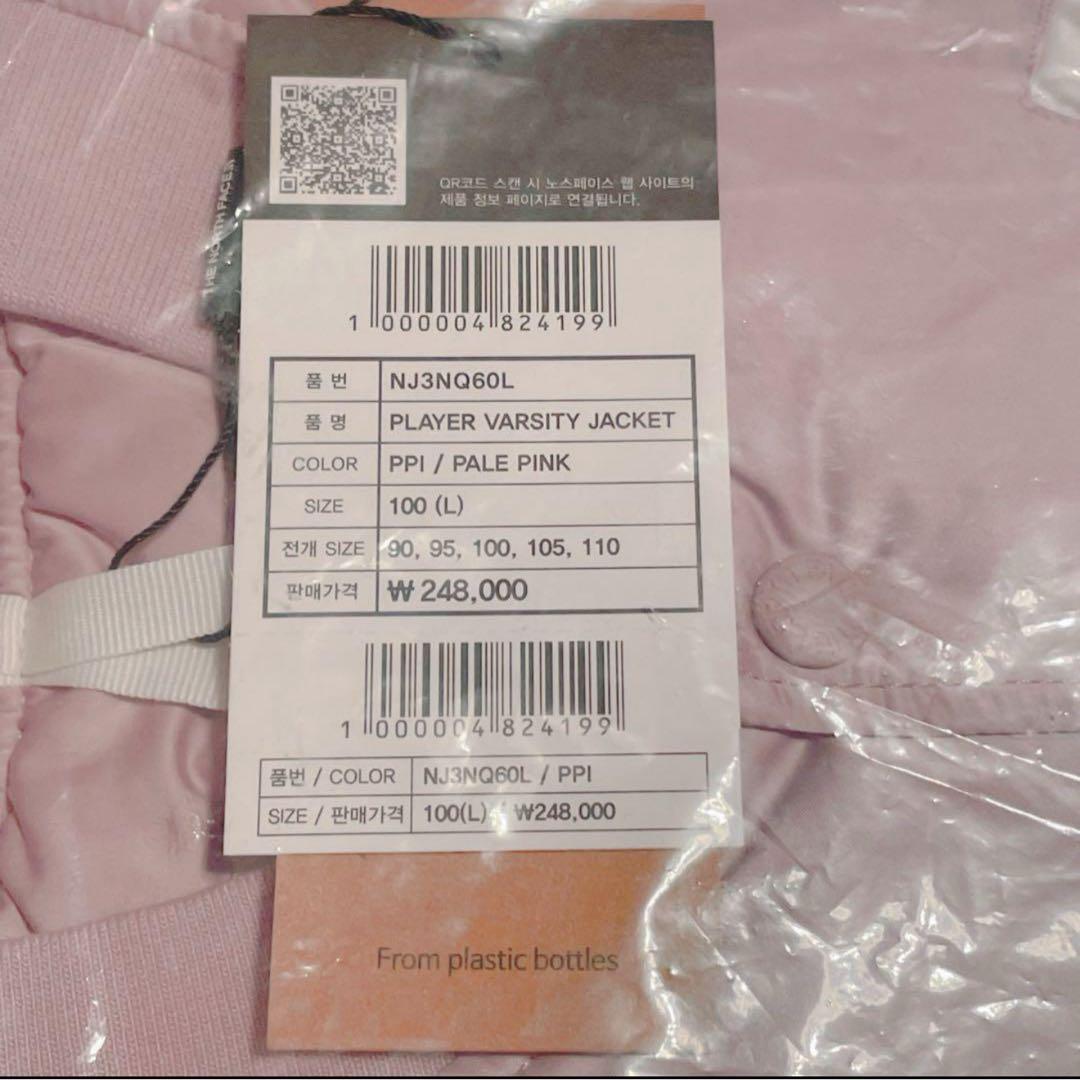 QR코드 스캔 시 노스페이스 웹 사이트의
제품 정보 페이지로 연결됩니다.
THE NORTH FACE
1 000004 824199
품 번 NJ3NQ60L
품 명 PLAYER VARSITY JACKET
COLOR PPI / PALE PINK
SIZE 100 (L)
전개 SIZE 90, 95, 100, 105, 110
판매가격 ₩ 248,000
1 000004 824199
품번 / COLOR NJ3NQ60L / PPI
SIZE / 판매가격 100(L) / ₩248,000
From plastic bottles